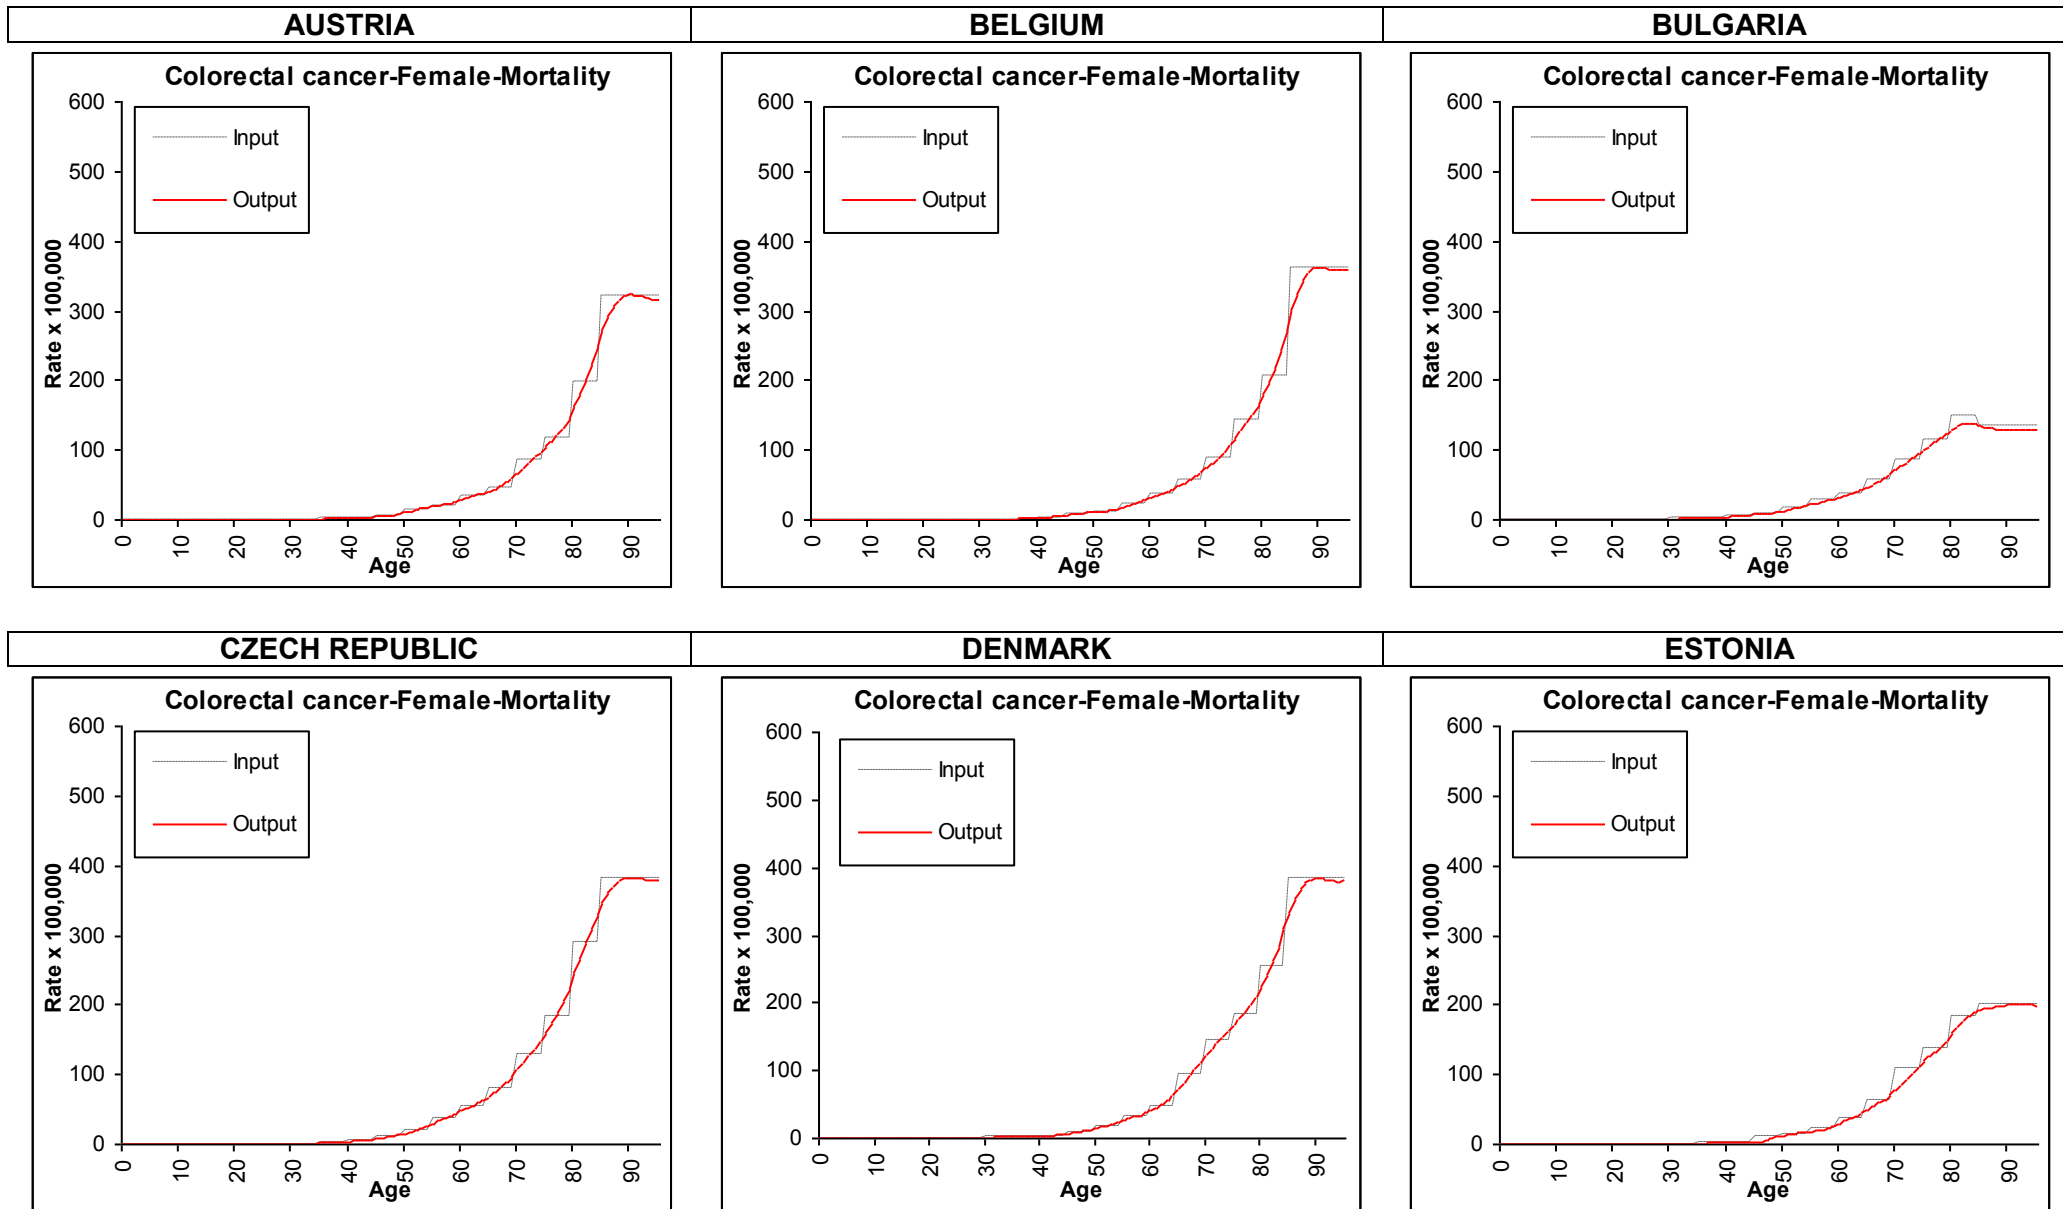 AUSTRIA BELGIUM BULGARIA
Colorectal cancer-Female-Mortality
600
500
400
300
200
100
0
Rate x 100,000
Input
Output
0 10 20 30 40 50 60 70 80 90
Age
Colorectal cancer-Female-Mortality
600
500
400
300
200
100
0
Rate x 100,000
Input
Output
0 10 20 30 40 50 60 70 80 90
Age
Colorectal cancer-Female-Mortality
600
500
400
300
200
100
0
Rate x 100,000
Input
Output
0 10 20 30 40 50 60 70 80 90
Age
CZECH REPUBLIC DENMARK ESTONIA
Colorectal cancer-Female-Mortality
600
500
400
300
200
100
0
Rate x 100,000
Input
Output
0 10 20 30 40 50 60 70 80 90
Age
Colorectal cancer-Female-Mortality
600
500
400
300
200
100
0
Rate x 100,000
Input
Output
0 10 20 30 40 50 60 70 80 90
Age
Colorectal cancer-Female-Mortality
600
500
400
300
200
100
0
Rate x 100,000
Input
Output
0 10 20 30 40 50 60 70 80 90
Age